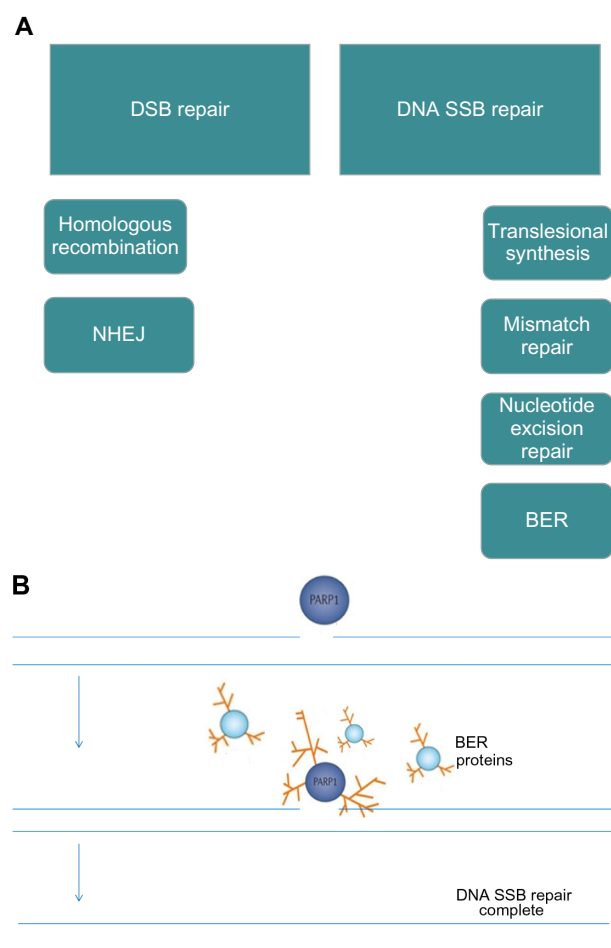 A
DSB repair
DNA SSB repair
Homologous
recombination
NHEJ
Translesional
synthesis
Mismatch
repair
Nucleotide
excision
repair
BER
B
PARP1
BER
proteins
PARP1
DNA SSB repair
complete